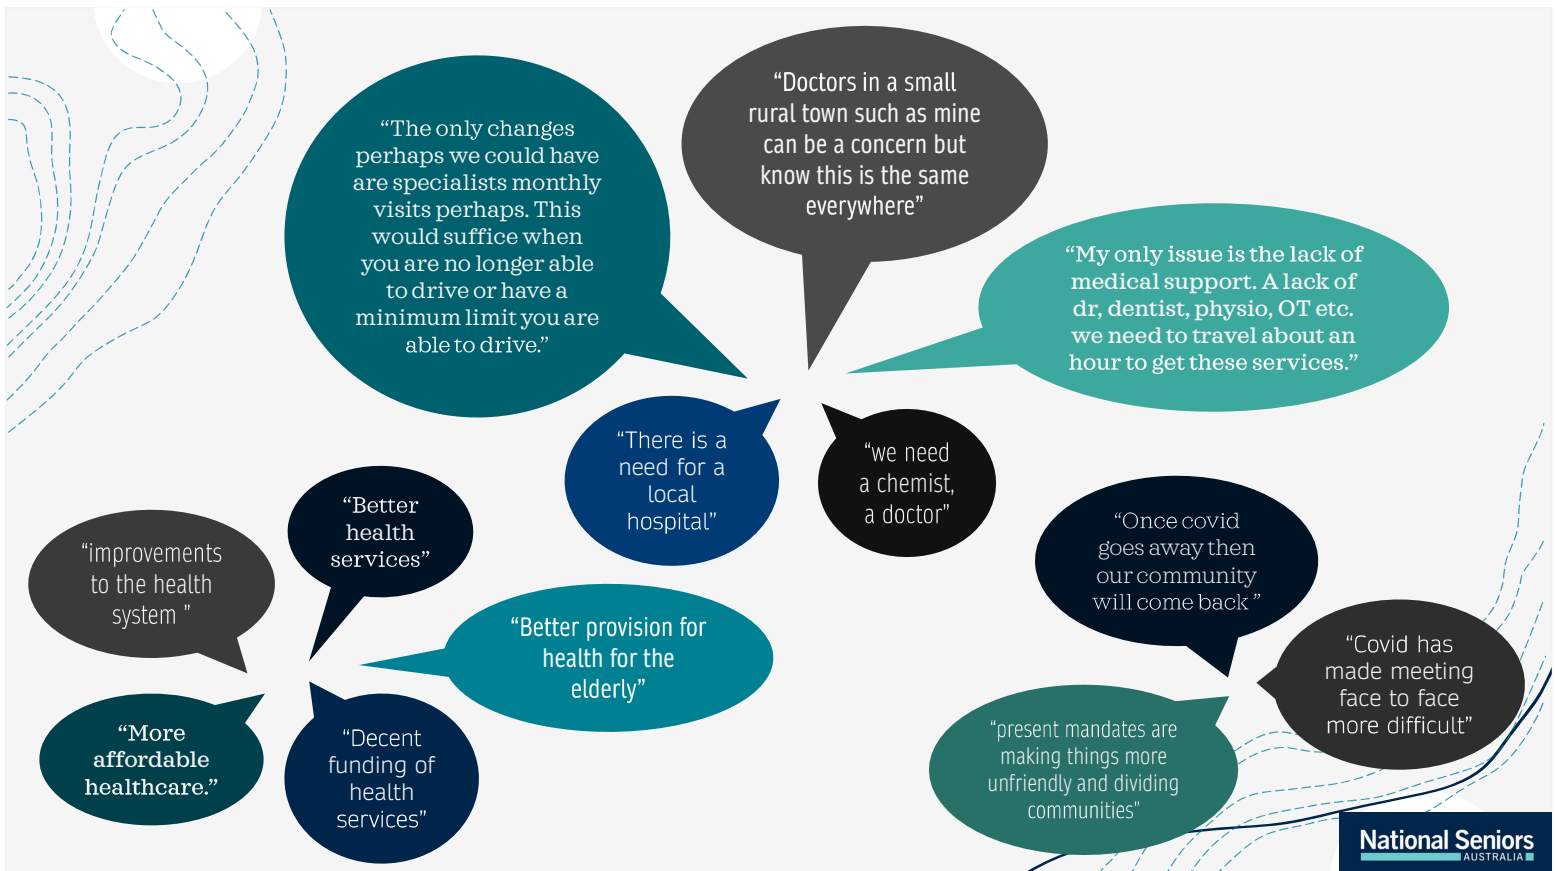 “The only changes
perhaps we could have
are specialists monthly
visits perhaps. This
would suffice when
you are no longer able
to drive or have a
minimum limit you are
able to drive.”
“Doctors in a small
rural town such as mine
can be a concern but
know this is the same
everywhere”
“My only issue is the lack of
medical support. A lack of
dr, dentist, physio, OT etc.
we need to travel about an
hour to get these services.”
“There is a
need for a
local
hospital”
“we need
a chemist,
a doctor”
“improvements
to the health
system ”
“Better
health
services”
“Better provision for
health for the
elderly”
“More
affordable
healthcare.”
“Decent
funding of
health
services”
“Once covid
goes away then
our community
will come back ”
“Covid has
made meeting
face to face
more difficult”
“present mandates are
making things more
unfriendly and dividing
communities”
National Seniors
AUSTRALIA